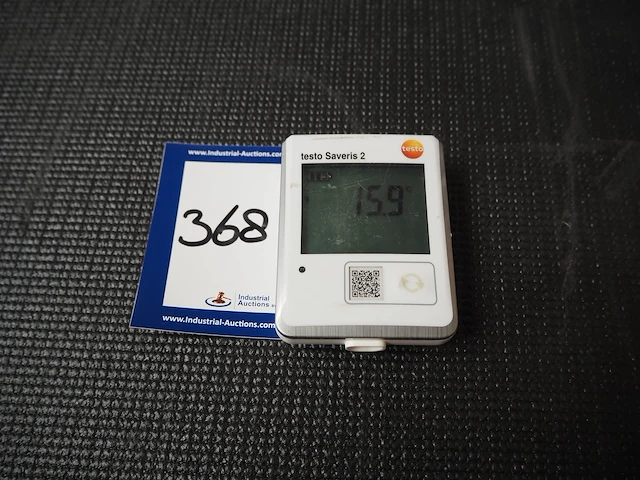 www.Industrial-Auctions.com
368
Industrial
Auctions
www.Industrial-Auctions.com
testo Saveris 2
testo
15.9